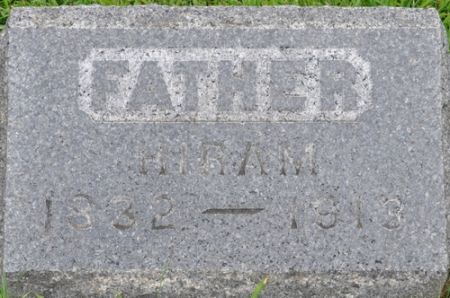 FATHER
HIRAM
1832 — 1913